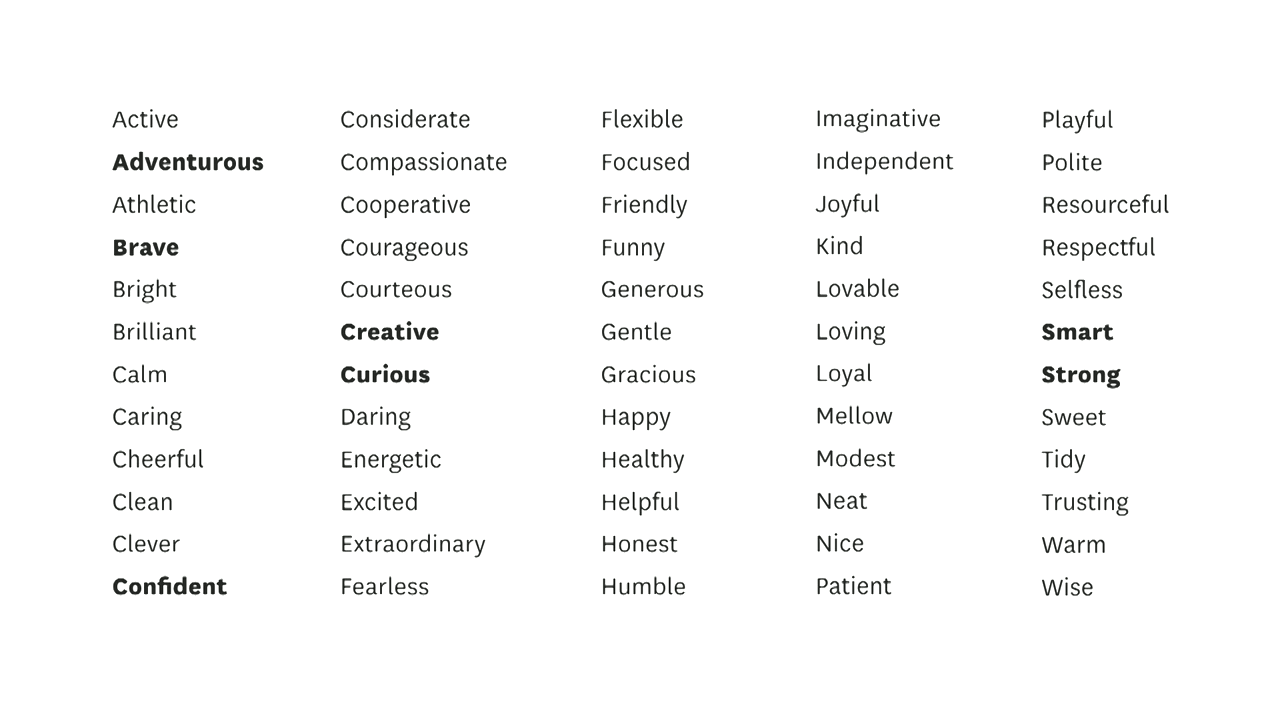 Active
Adventurous
Athletic
Brave
Bright
Brilliant
Calm
Caring
Cheerful
Clean
Clever
Confident
Considerate
Compassionate
Cooperative
Courageous
Courteous
Creative
Curious
Daring
Energetic
Excited
Extraordinary
Fearless
Flexible
Focused
Friendly
Funny
Generous
Gentle
Gracious
Happy
Healthy
Helpful
Honest
Humble
Imaginative
Independent
Joyful
Kind
Lovable
Loving
Loyal
Mellow
Modest
Neat
Nice
Patient
Playful
Polite
Resourceful
Respectful
Selfless
Smart
Strong
Sweet
Tidy
Trusting
Warm
Wise